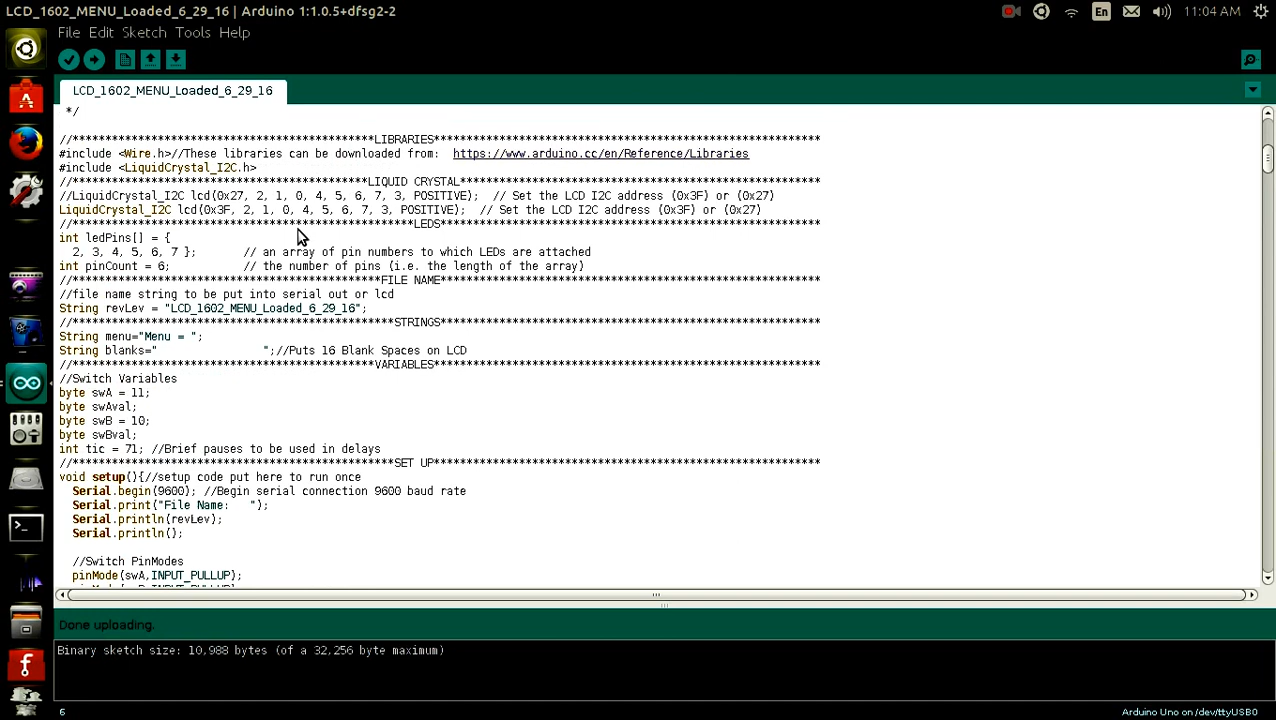 LCD_1602_MENU_Loaded_6_29_16 | Arduino 1:1.0.5+dfsg2-2
En
11:04 AM
File Edit Sketch Tools Help
LCD_1602_MENU_Loaded_6_29_16
*/
//*************************************************LIBRARIES***********************************************************
#include <Wire.h>//These libraries can be downloaded from:  https://www.arduino.cc/en/Reference/Libraries
#include <LiquidCrystal_I2C.h>
//************************************************LIQUID CRYSTAL*******************************************************
//LiquidCrystal_I2C lcd(0x27, 2, 1, 0, 4, 5, 6, 7, 3, POSITIVE);  // Set the LCD I2C address (0x3F) or (0x27)
LiquidCrystal_I2C lcd(0x3F, 2, 1, 0, 4, 5, 6, 7, 3, POSITIVE);  // Set the LCD I2C address (0x3F) or (0x27)
//*******************************************************LEDS**********************************************************
int ledPins[] = {
  2, 3, 4, 5, 6, 7 };       // an array of pin numbers to which LEDs are attached
int pinCount = 6;           // the number of pins (i.e. the length of the array)
//**************************************************FILE NAME**********************************************************
//file name string to be put into serial out or lcd
String revLev = "LCD_1602_MENU_Loaded_6_29_16";
//****************************************************STRINGS**********************************************************
String menu="Menu = ";
String blanks="                ";//Puts 16 Blank Spaces on LCD
//*************************************************VARIABLES***********************************************************
//Switch Variables
byte swA = 11;
byte swAval;
byte swB = 10;
byte swBval;
int tic = 71; //Brief pauses to be used in delays
//****************************************************SET UP***********************************************************
void setup(){//setup code put here to run once
  Serial.begin(9600); //Begin serial connection 9600 baud rate
  Serial.print("File Name:   ");
  Serial.println(revLev);
  Serial.println();
  //Switch PinModes
  pinMode(swA,INPUT_PULLUP);
Done uploading.
Binary sketch size: 10,988 bytes (of a 32,256 byte maximum)
6
Arduino Uno on /dev/ttyUSB0